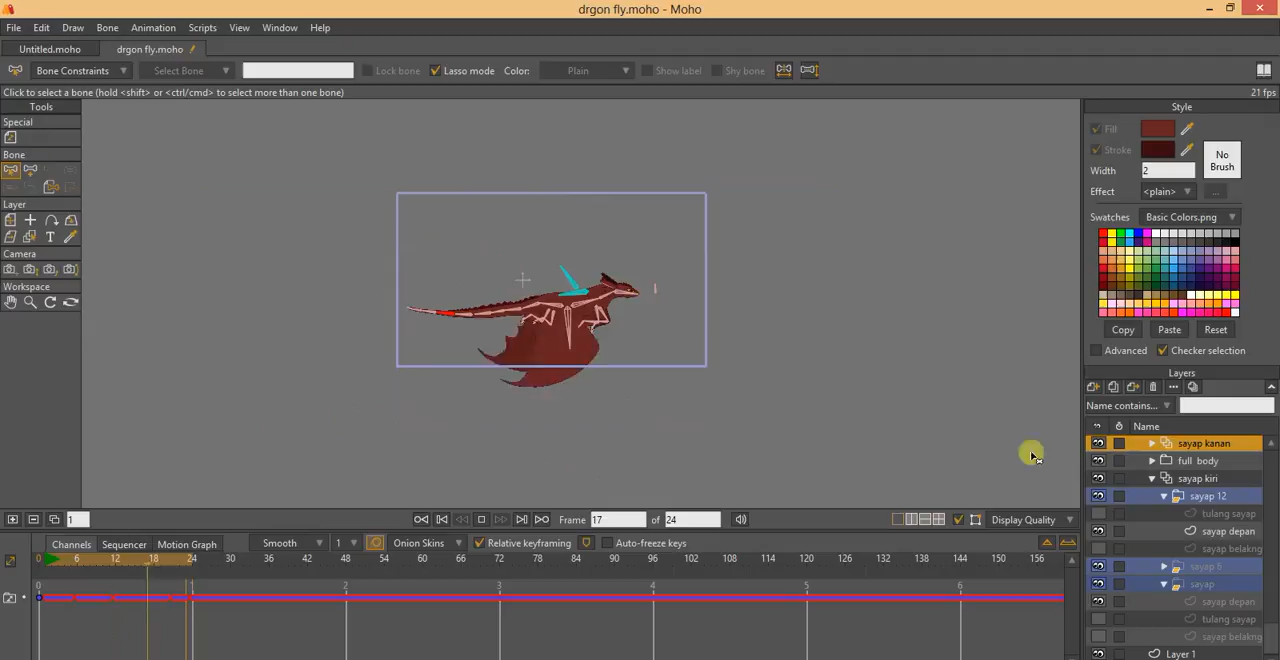 drgon fly.moho - Moho
File Edit Draw Bone Animation Scripts View Window Help
Untitled.moho drgon fly.moho
Bone Constraints Select Bone Lock bone Lasso mode Color: Plain Show label Shy bone
Click to select a bone (hold <shift> or <ctrl/cmd> to select more than one bone) 21 fps
Tools
Special
Bone
Layer
Camera
Workspace
Style
Fill
Stroke
No Brush
Width 2
Effect <plain> ...
Swatches Basic Colors.png
Copy Paste Reset
Advanced Checker selection
Layers
Name contains...
Name
sayap kanan
full body
sayap kiri
sayap 12
tulang sayap
sayap depan
sayap belakng
sayap 6
sayap
sayap depan
tulang sayap
sayap belakng
Layer 1
1 Frame 17 of 24 Display Quality
Channels Sequencer Motion Graph Smooth 1 Onion Skins Relative keyframing Auto-freeze keys
0 6 12 18 24 30 36 42 48 54 60 66 72 78 84 90 96 102 108 114 120 126 132 138 144 150 156
0 1 2 3 4 5 6